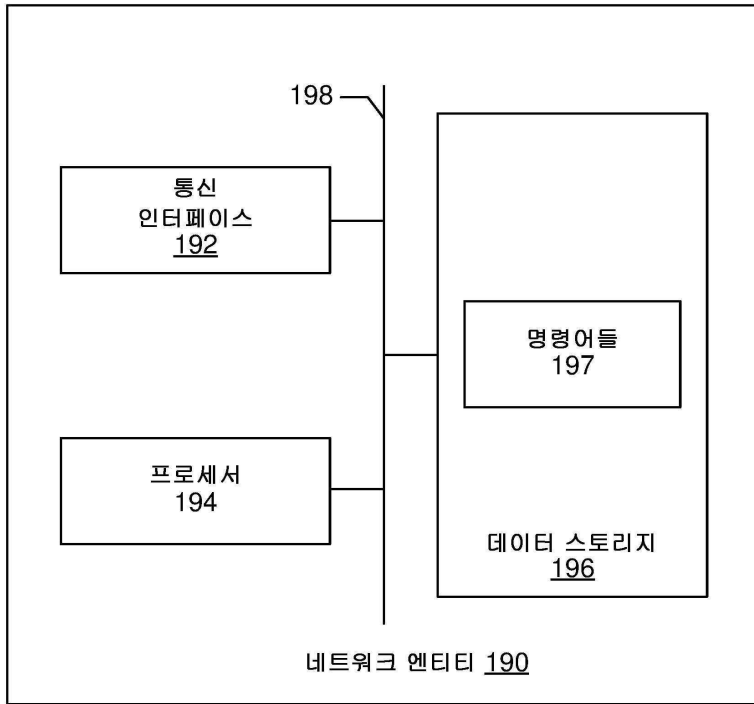 198
통신
인터페이스
192
명령어들
197
프로세서
194
데이터 스토리지
196
네트워크 엔티티 190